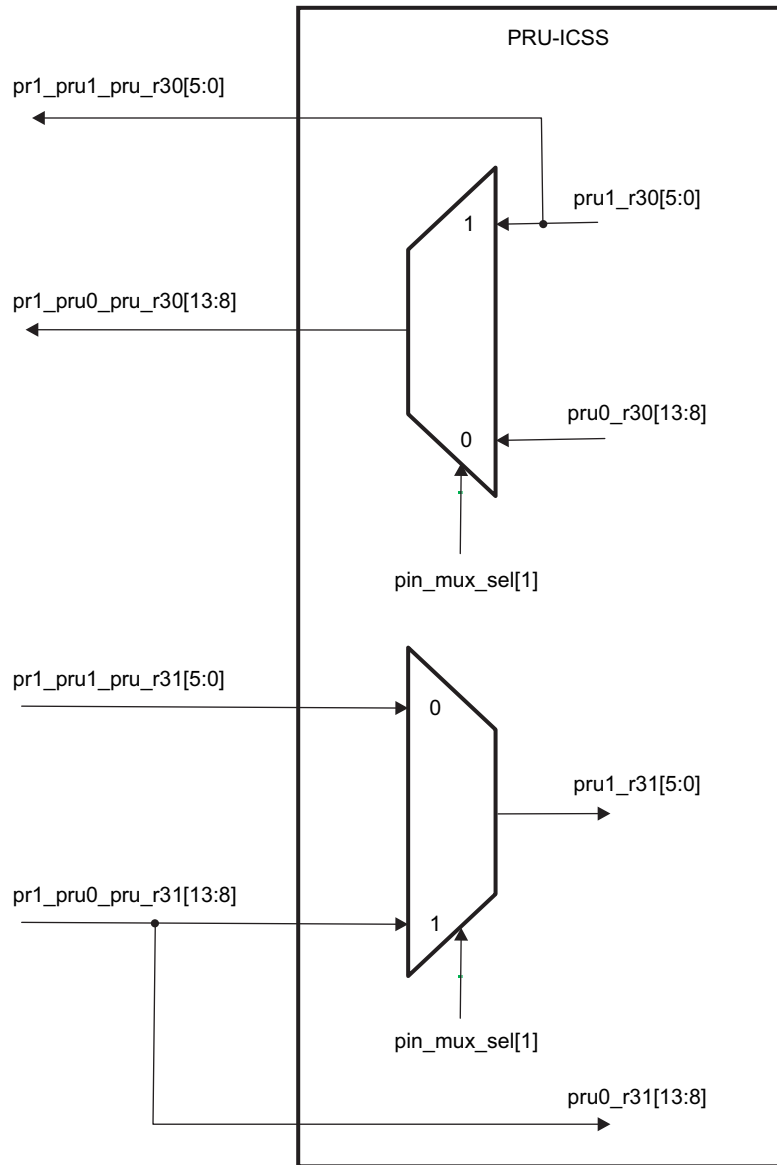 PRU-ICSS
pr1_pru1_pru_r30[5:0]
pru1_r30[5:0]
1
pr1_pru0_pru_r30[13:8]
pru0_r30[13:8]
0
pin_mux_sel[1]
pr1_pru1_pru_r31[5:0]
0
pru1_r31[5:0]
pr1_pru0_pru_r31[13:8]
1
pin_mux_sel[1]
pru0_r31[13:8]